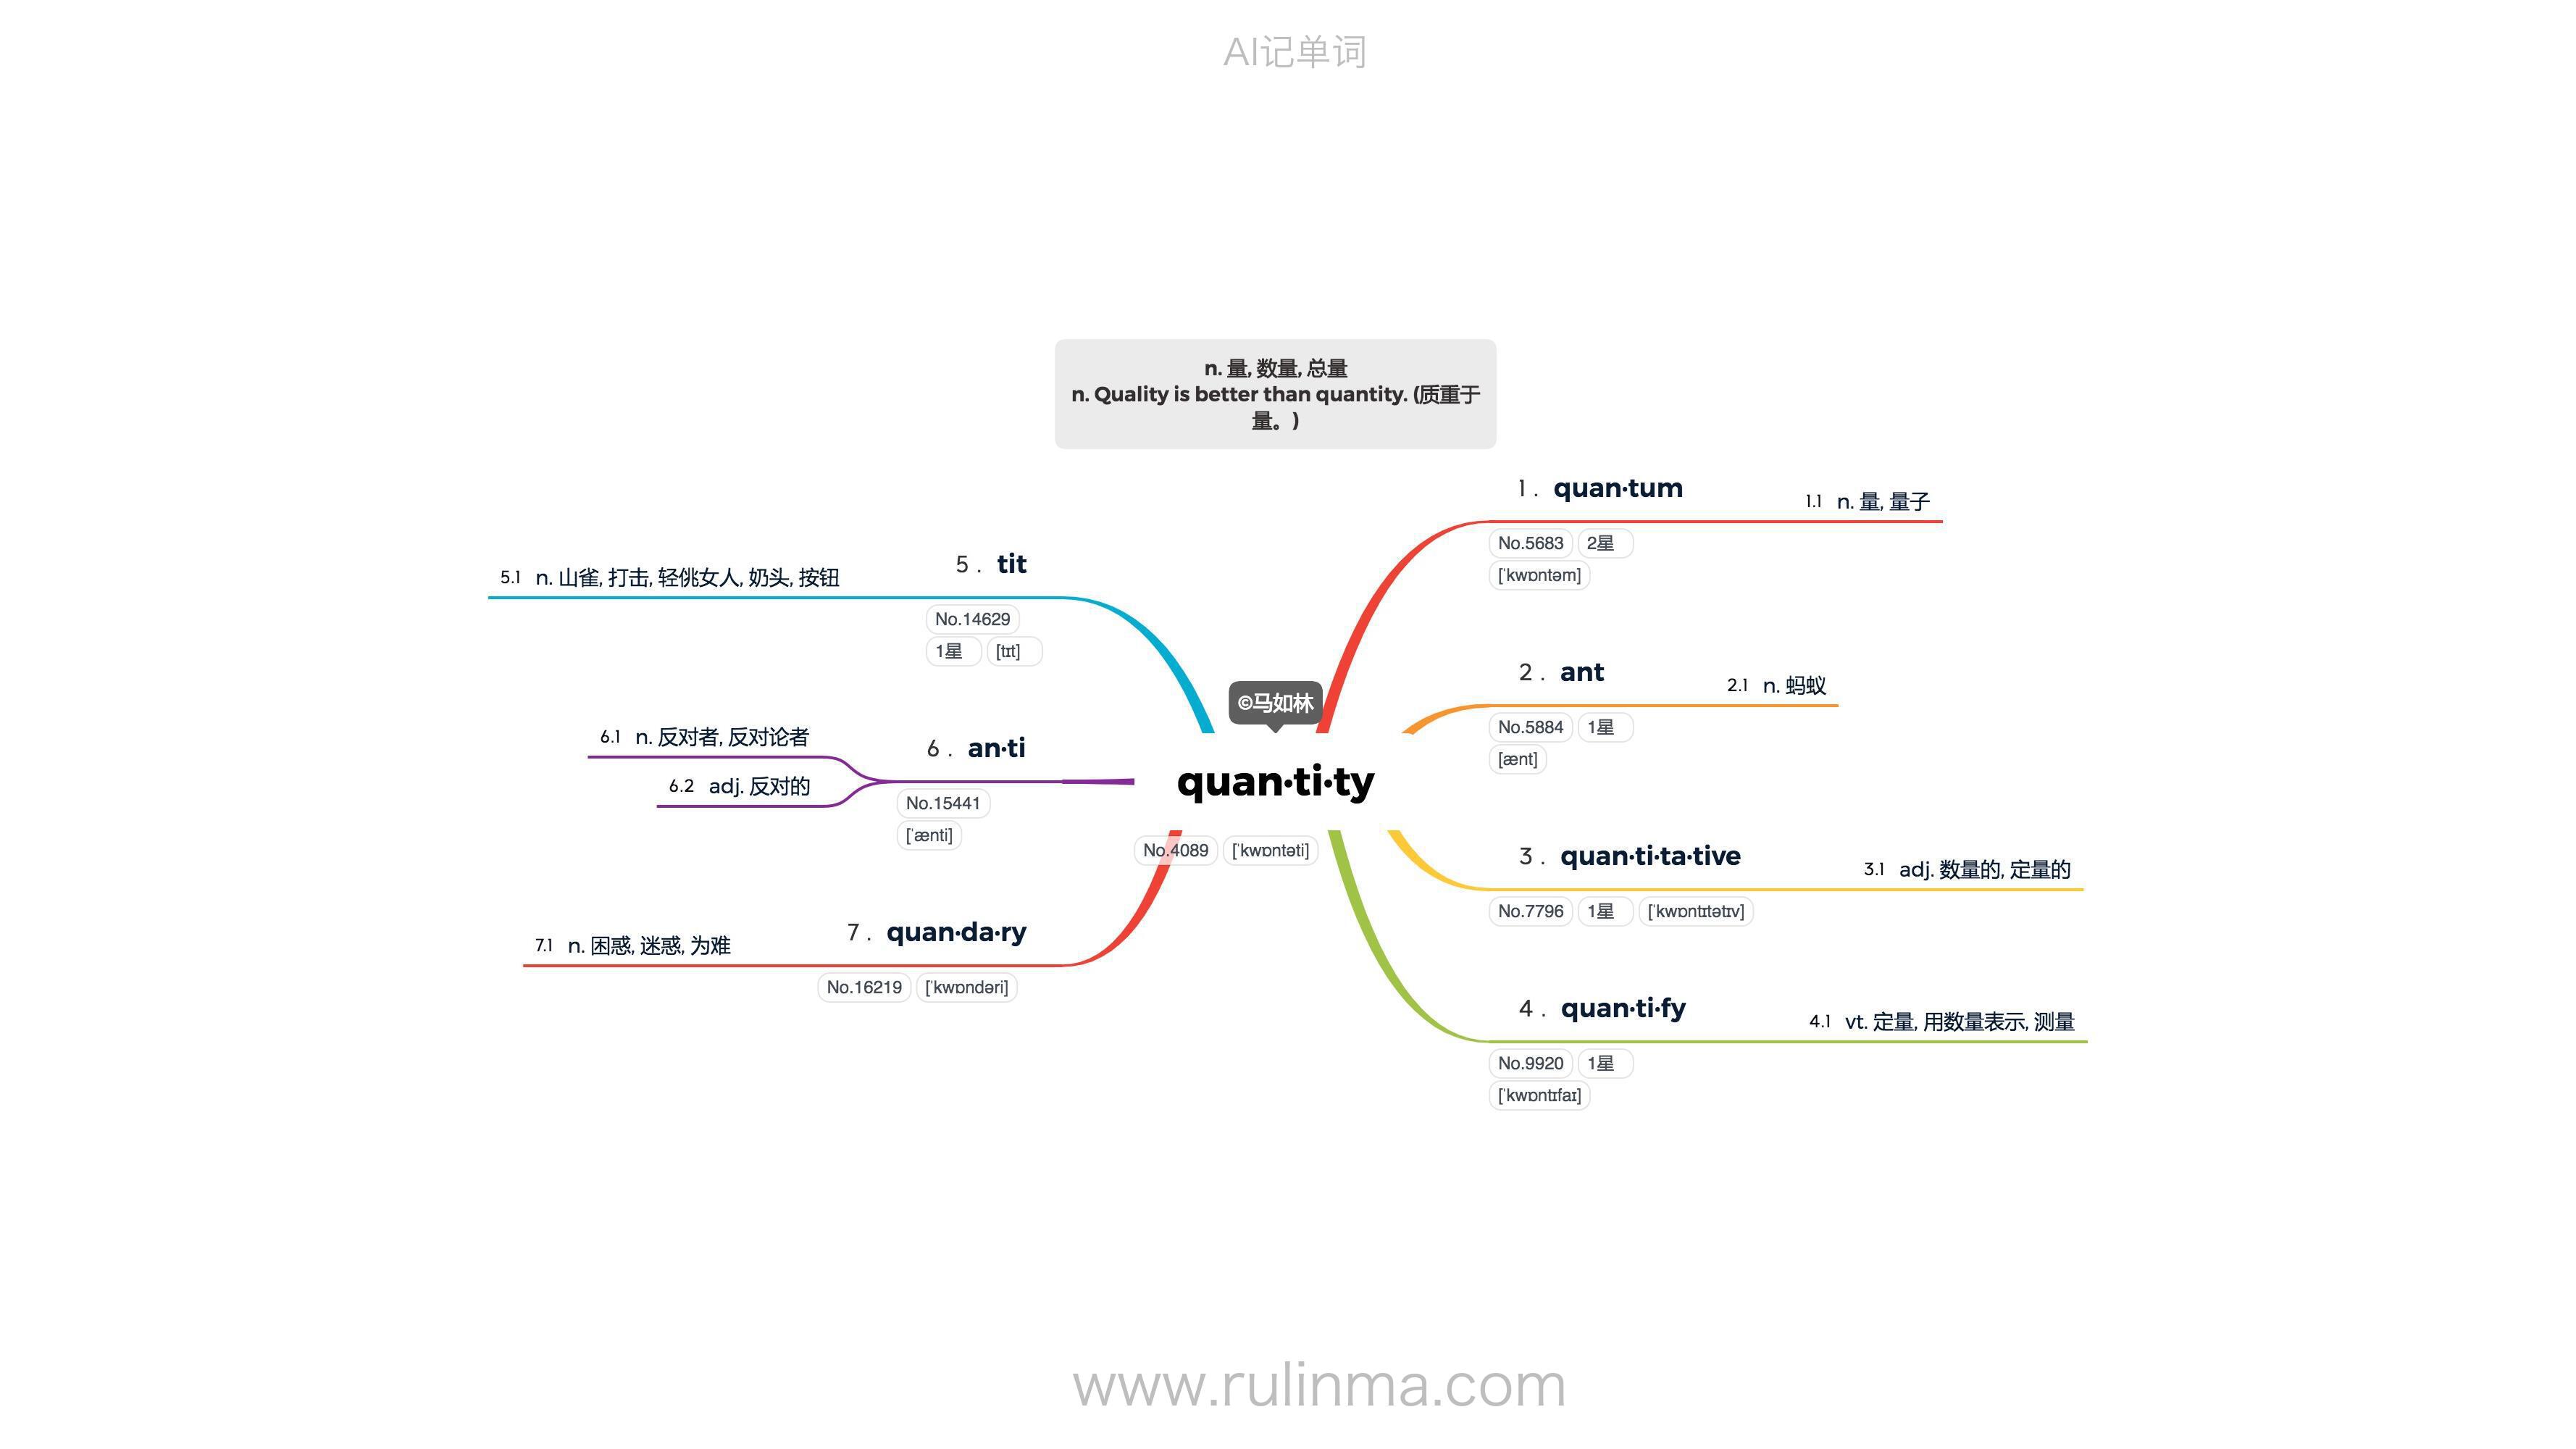 AI记单词
n. 量, 数量, 总量
n. Quality is better than quantity. (质重于
量。)
©马如林
quan·ti·ty
No.4089 [ˈkwɒntəti]
1 . quan·tum
1.1 n. 量, 量子
No.5683 2星
[ˈkwɒntəm]
2 . ant
2.1 n. 蚂蚁
No.5884 1星
[ænt]
3 . quan·ti·ta·tive
3.1 adj. 数量的, 定量的
No.7796 1星 [ˈkwɒntɪtətɪv]
4 . quan·ti·fy
4.1 vt. 定量, 用数量表示, 测量
No.9920 1星
[ˈkwɒntɪfaɪ]
5 . tit
5.1 n. 山雀, 打击, 轻佻女人, 奶头, 按钮
No.14629
1星 [tɪt]
6 . an·ti
6.1 n. 反对者, 反对论者
6.2 adj. 反对的
No.15441
[ˈænti]
7 . quan·da·ry
7.1 n. 困惑, 迷惑, 为难
No.16219 [ˈkwɒndəri]
www.rulinma.com